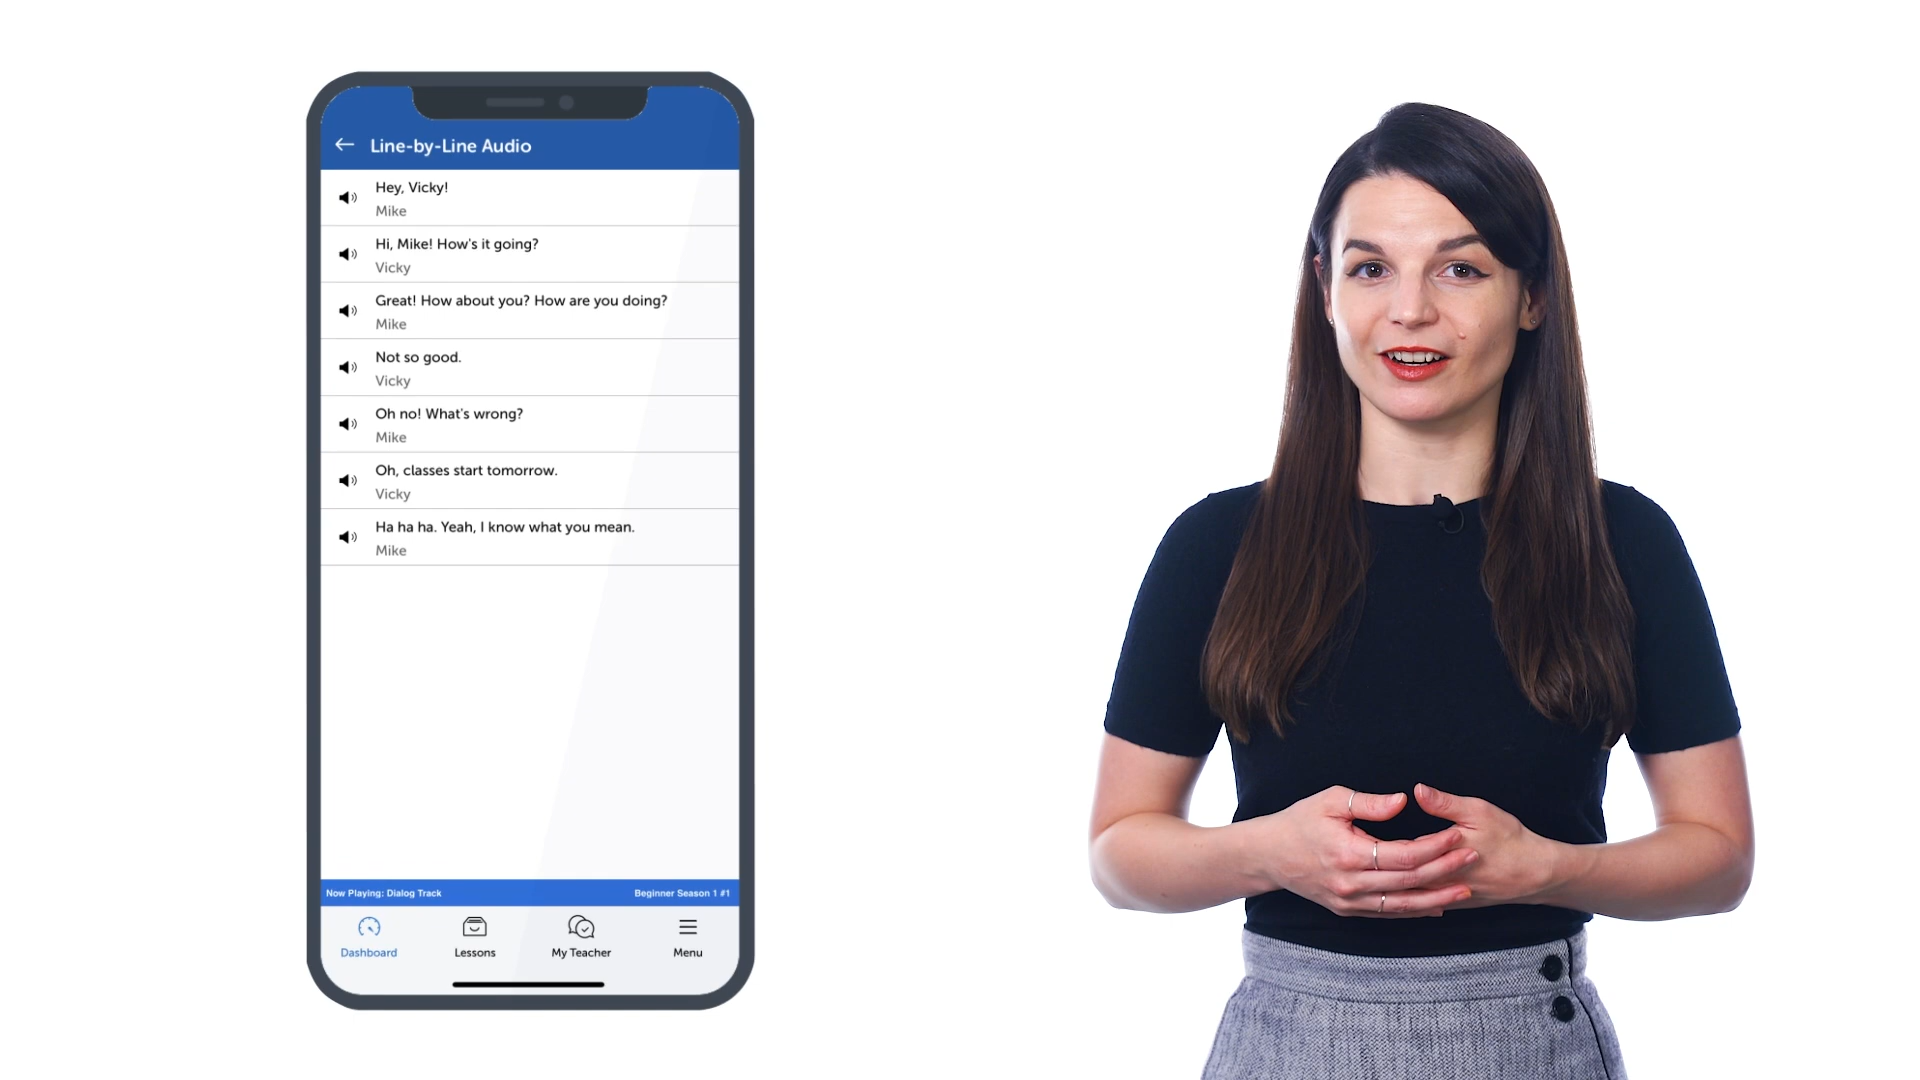 Line-by-Line Audio
Hey, Vicky!
Mike
Hi, Mike! How's it going?
Vicky
Great! How about you? How are you doing?
Mike
Not so good.
Vicky
Oh no! What's wrong?
Mike
Oh, classes start tomorrow.
Vicky
Ha ha ha. Yeah, I know what you mean.
Mike
Now Playing: Dialog Track Beginner Season 1 #1
Dashboard Lessons My Teacher Menu